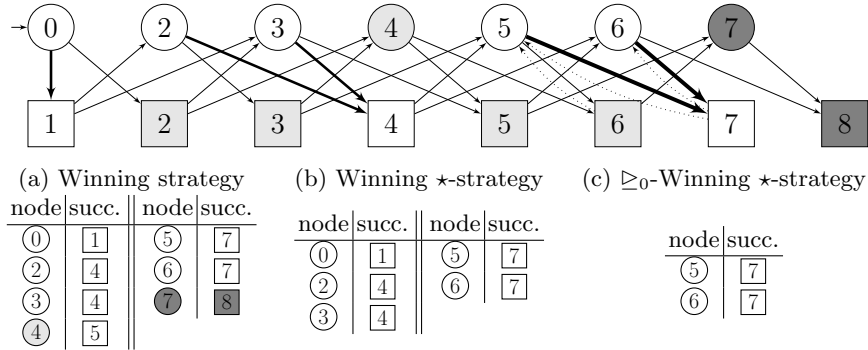 0 2 3 4 5 6 7
1 2 3 4 5 6 7 8
(a) Winning strategy (b) Winning ⋆-strategy (c) ⊵₀-Winning ⋆-strategy
node succ. node succ.
0 1 5 7
2 4 6 7
3 4 7 8
4 5
node succ. node succ.
0 1 5 7
2 4 6 7
3 4
node succ.
5 7
6 7